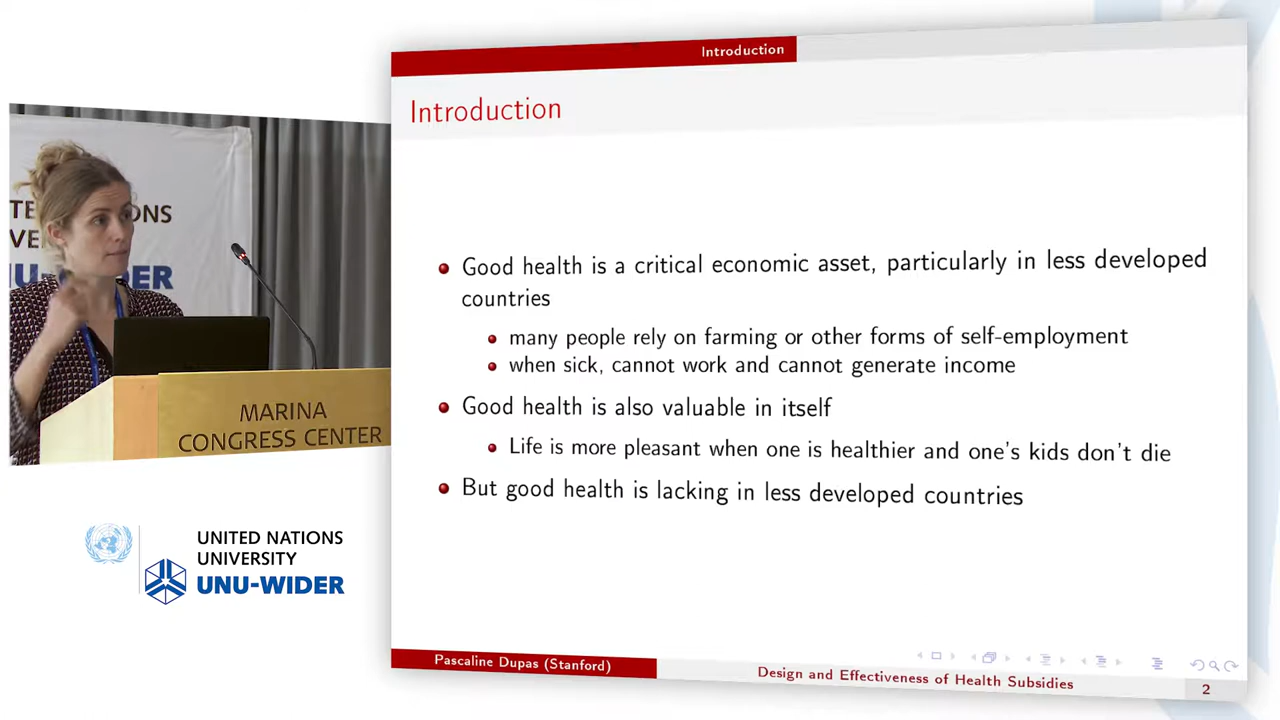 Introduction
Introduction
Good health is a critical economic asset, particularly in less developed
countries
many people rely on farming or other forms of self-employment
when sick, cannot work and cannot generate income
Good health is also valuable in itself
Life is more pleasant when one is healthier and one's kids don't die
But good health is lacking in less developed countries
Pascaline Dupas (Stanford)
Design and Effectiveness of Health Subsidies
2
MARINA
CONGRESS CENTER
UNITED NATIONS
UNIVERSITY
UNU-WIDER